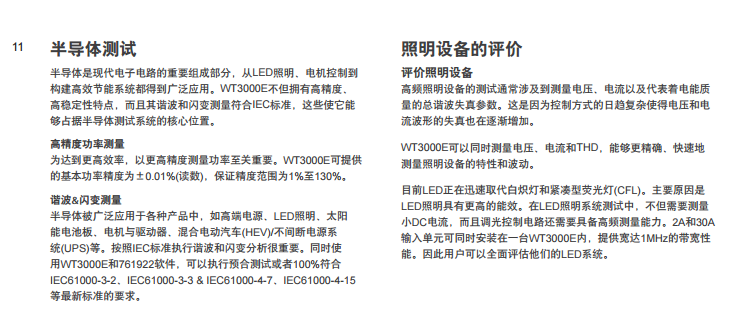 11
半导体测试
半导体是现代电子电路的重要组成部分，从LED照明、电机控制到
构建高效节能系统都得到广泛应用。WT3000E不但拥有高精度、
高稳定性特点，而且其谐波和闪变测量符合IEC标准，这些使它能
够占据半导体测试系统的核心位置。
高精度功率测量
为达到更高效率，以更高精度测量功率至关重要。WT3000E可提供
的基本功率精度为±0.01%(读数)，保证精度范围为1%至130%。
谐波&闪变测量
半导体被广泛应用于各种产品中，如高端电源、LED照明、太阳
能电池板、电机与驱动器、混合电动汽车(HEV)/不间断电源系
统(UPS)等。按照IEC标准执行谐波和闪变分析很重要。同时使
用WT3000E和761922软件，可以执行预合测试或者100%符合
IEC61000-3-2、IEC61000-3-3 & IEC61000-4-7、IEC61000-4-15
等最新标准的要求。
照明设备的评价
评价照明设备
高频照明设备的测试通常涉及到测量电压、电流以及代表着电能质
量的总谐波失真参数。这是因为控制方式的日趋复杂使得电压和电
流波形的失真也在逐渐增加。
WT3000E可以同时测量电压、电流和THD，能够更精确、快速地
测量照明设备的特性和波动。
目前LED正在迅速取代白炽灯和紧凑型荧光灯(CFL)。主要原因是
LED照明具有更高的能效。在LED照明系统测试中，不但需要测量
小DC电流，而且调光控制电路还需要具备高频测量能力。2A和30A
输入单元可同时安装在一台WT3000E内，提供宽达1MHz的带宽性
能。因此用户可以全面评估他们的LED系统。